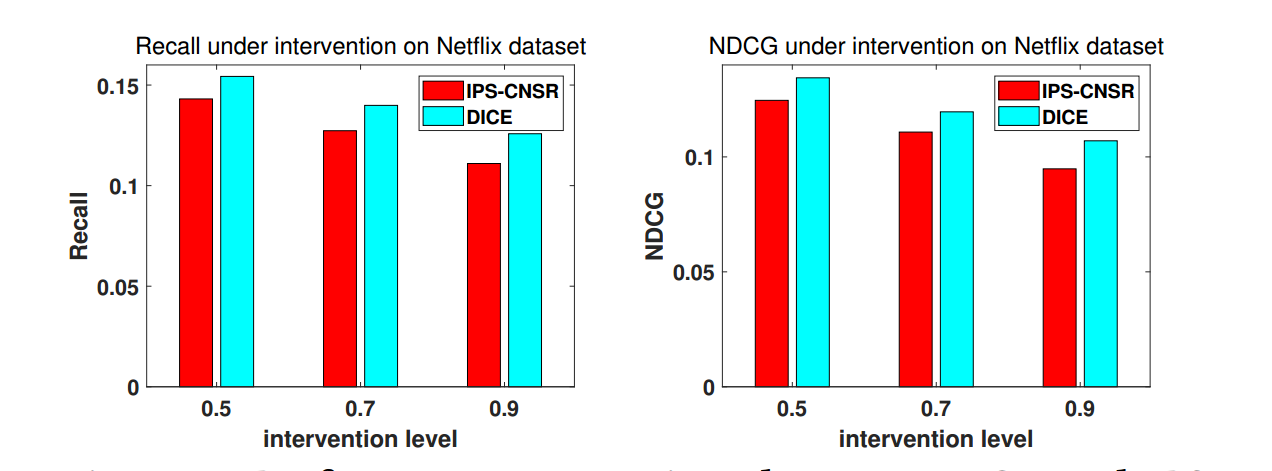 Recall under intervention on Netflix dataset
IPS-CNSR
DICE
0.15
0.1
0.05
0
Recall
0.5 0.7 0.9
intervention level
NDCG under intervention on Netflix dataset
IPS-CNSR
DICE
0.1
0.05
0
NDCG
0.5 0.7 0.9
intervention level